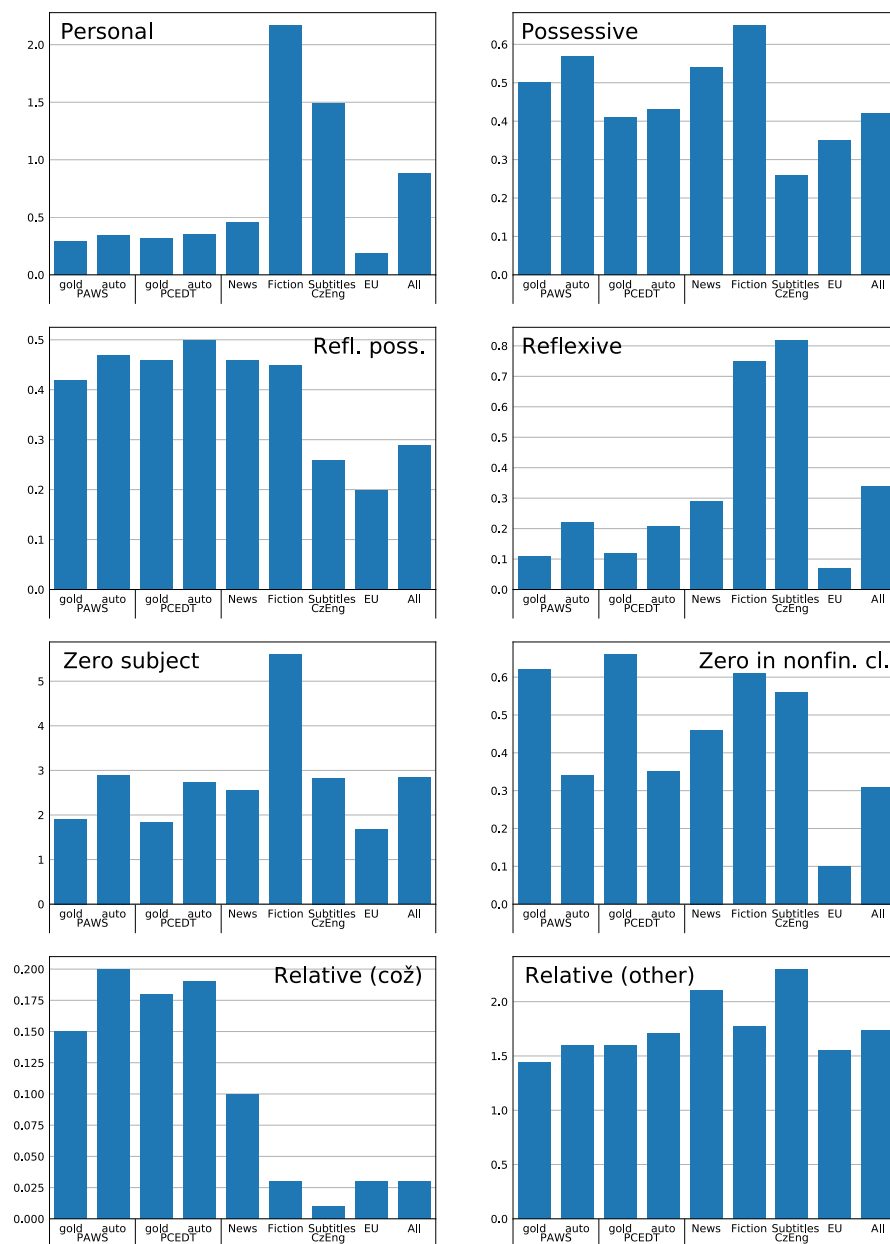 Personal
2.0
1.5
1.0
0.5
0.0
gold auto gold auto News Fiction Subtitles EU All
PAWS PCEDT CzEng
Possessive
0.6
0.5
0.4
0.3
0.2
0.1
0.0
gold auto gold auto News Fiction Subtitles EU All
PAWS PCEDT CzEng
Refl. poss.
0.5
0.4
0.3
0.2
0.1
0.0
gold auto gold auto News Fiction Subtitles EU All
PAWS PCEDT CzEng
Reflexive
0.8
0.7
0.6
0.5
0.4
0.3
0.2
0.1
0.0
gold auto gold auto News Fiction Subtitles EU All
PAWS PCEDT CzEng
Zero subject
5
4
3
2
1
0
gold auto gold auto News Fiction Subtitles EU All
PAWS PCEDT CzEng
Zero in nonfin. cl.
0.6
0.5
0.4
0.3
0.2
0.1
0.0
gold auto gold auto News Fiction Subtitles EU All
PAWS PCEDT CzEng
Relative (což)
0.200
0.175
0.150
0.125
0.100
0.075
0.050
0.025
0.000
gold auto gold auto News Fiction Subtitles EU All
PAWS PCEDT CzEng
Relative (other)
2.0
1.5
1.0
0.5
0.0
gold auto gold auto News Fiction Subtitles EU All
PAWS PCEDT CzEng